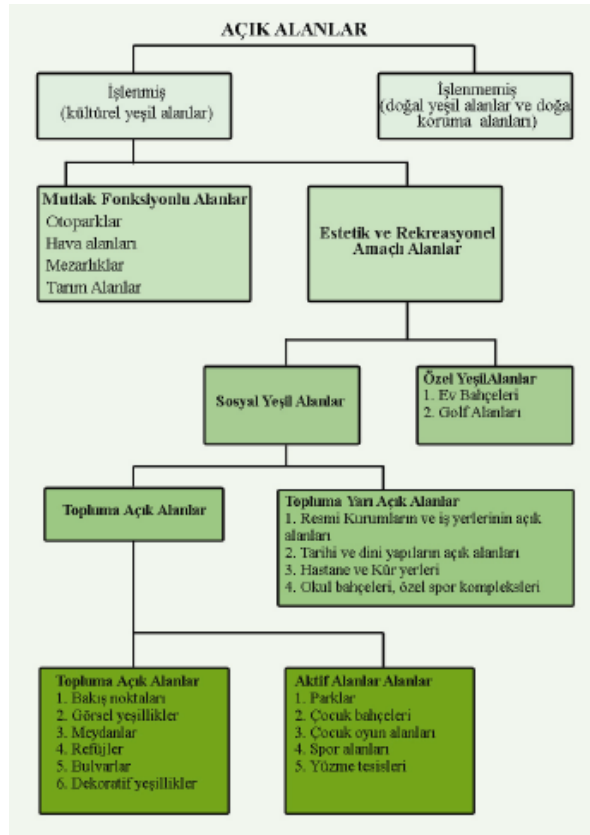 AÇIK ALANLAR
İşlenmiş
(kültürel yeşil alanlar)
İşlenmemiş
(doğal yeşil alanlar ve doğa
koruma alanları)
Mutlak Fonksiyonlu Alanlar
Otoparklar
Hava alanları
Mezarlıklar
Tarım Alanlar
Estetik ve Rekreasyonel
Amaçlı Alanlar
Sosyal Yeşil Alanlar
Özel YeşilAlanlar
1. Ev Bahçeleri
2. Golf Alanları
Topluma Açık Alanlar
Topluma Yarı Açık Alanlar
1. Resmi Kurumların ve iş yerlerinin açık
alanları
2. Tarihi ve dini yapıların açık alanları
3. Hastane ve Kür yerleri
4. Okul bahçeleri, özel spor kompleksleri
Topluma Açık Alanlar
1. Bakış noktaları
2. Görsel yeşillikler
3. Meydanlar
4. Refüjler
5. Bulvarlar
6. Dekoratif yeşillikler
Aktif Alanlar Alanlar
1. Parklar
2. Çocuk bahçeleri
3. Çocuk oyun alanları
4. Spor alanları
5. Yüzme tesisleri